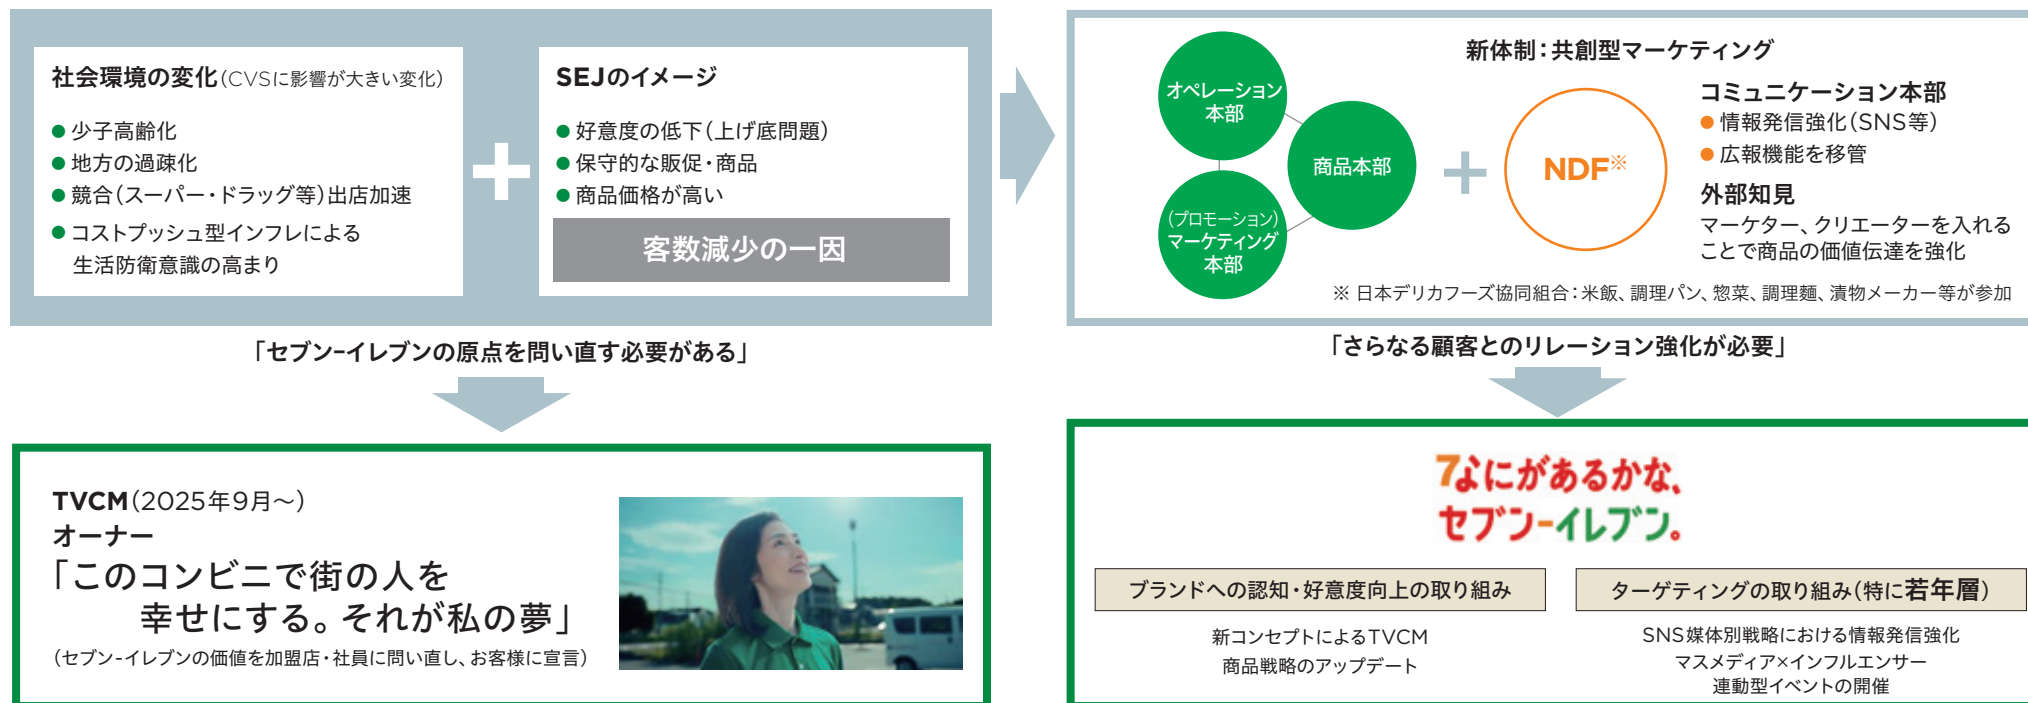 社会環境の変化（CVSに影響が大きい変化）
● 少子高齢化
● 地方の過疎化
● 競合（スーパー・ドラッグ等）出店加速
● コストプッシュ型インフレによる
生活防衛意識の高まり
SEJのイメージ
● 好意度の低下（上げ底問題）
● 保守的な販促・商品
● 商品価格が高い
客数減少の一因
「セブン‐イレブンの原点を問い直す必要がある」
TVCM（2025年9月～）
オーナー
「このコンビニで街の人を
幸せにする。それが私の夢」
（セブン‐イレブンの価値を加盟店・社員に問い直し、お客様に宣言）
新体制：共創型マーケティング
オペレーション
本部
商品本部
（プロモーション）
マーケティング
本部
NDF※
コミュニケーション本部
● 情報発信強化（SNS等）
● 広報機能を移管
外部知見
マーケター、クリエーターを入れる
ことで商品の価値伝達を強化
※ 日本デリカフーズ協同組合：米飯、調理パン、惣菜、調理麺、漬物メーカー等が参加
「さらなる顧客とのリレーション強化が必要」
7なにがあるかな、
セブン‐イレブン。
ブランドへの認知・好意度向上の取り組み
新コンセプトによるTVCM
商品戦略のアップデート
ターゲティングの取り組み（特に若年層）
SNS媒体別戦略における情報発信強化
マスメディア×インフルエンサー
連動型イベントの開催